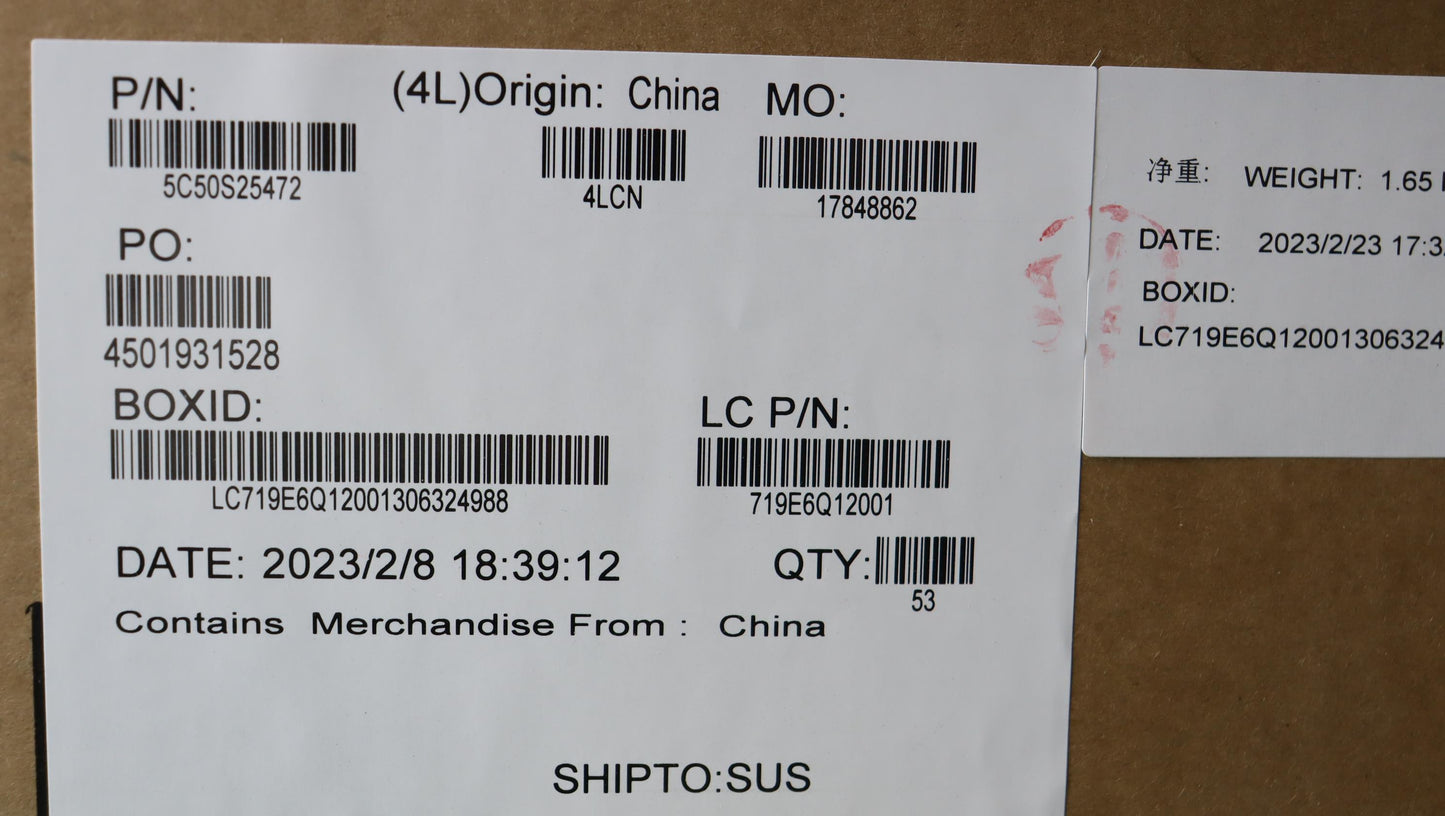 P/N: (4L)Origin: China MO:
5C50S25472 4LCN 17848862
PO:
4501931528
BOXID: LC P/N:
LC719E6Q12001306324988 719E6Q12001
DATE: 2023/2/8 18:39:12 QTY:
53
Contains Merchandise From : China
SHIPTO:SUS
净重: WEIGHT: 1.65
DATE: 2023/2/23 17:3
BOXID:
LC719E6Q12001306324